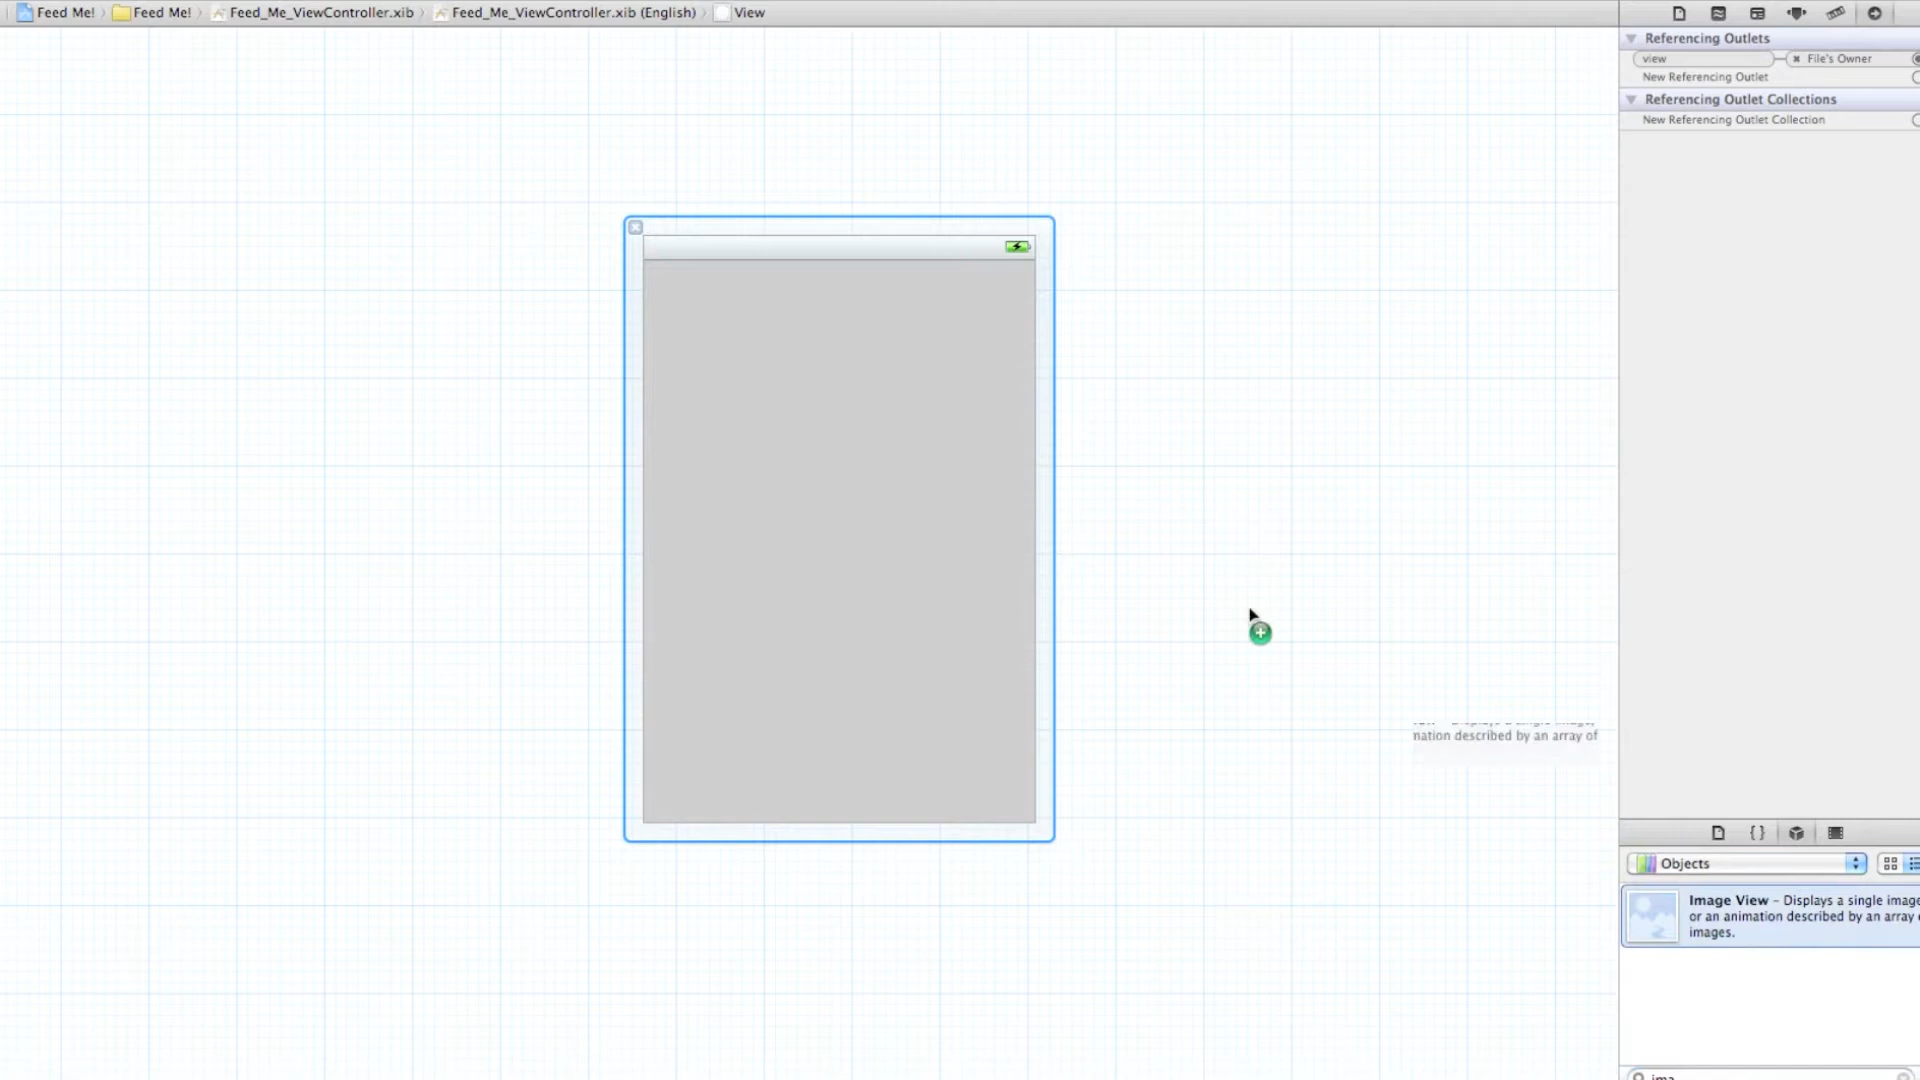 Feed Me! Feed Me! Feed_Me_ViewController.xib Feed_Me_ViewController.xib (English) View
Referencing Outlets
view File's Owner
New Referencing Outlet
Referencing Outlet Collections
New Referencing Outlet Collection
nation described by an array of
{ }
Objects
Image View – Displays a single image
or an animation described by an array
images.
ima